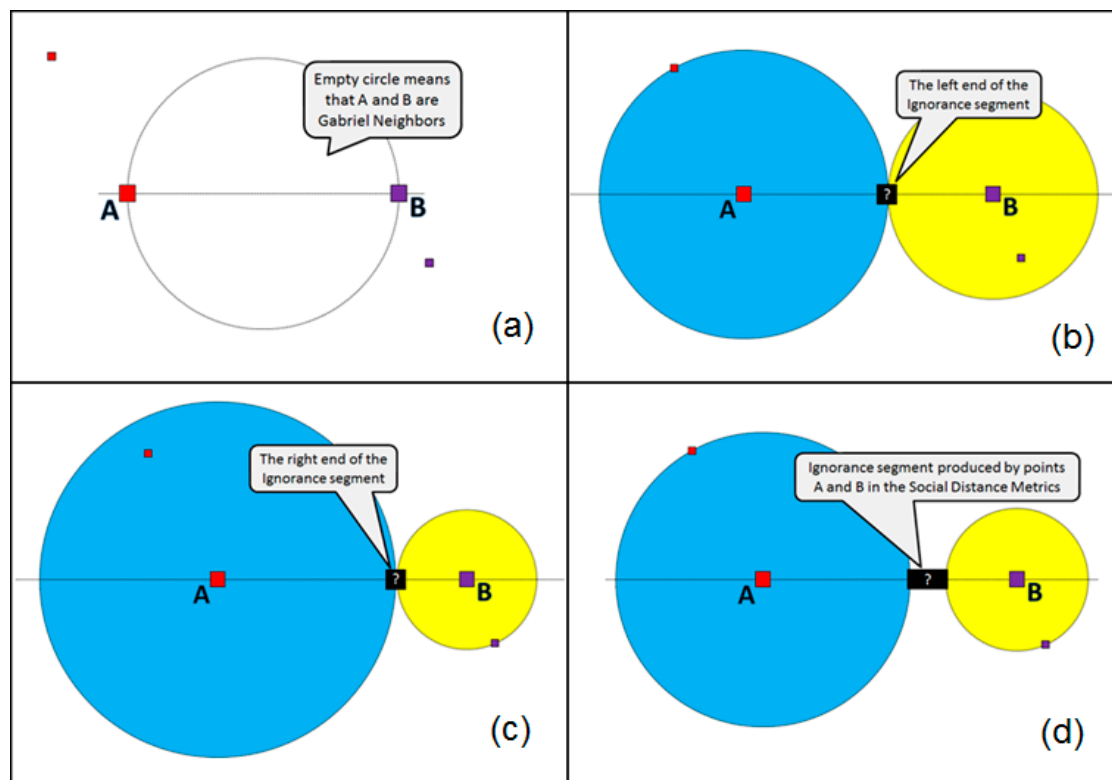 Empty circle means
that A and B are
Gabriel Neighbors
A
B
(a)
The left end of the
Ignorance segment
?
A
B
(b)
The right end of the
Ignorance segment
?
A
B
(c)
Ignorance segment produced by points
A and B in the Social Distance Metrics
?
A
B
(d)